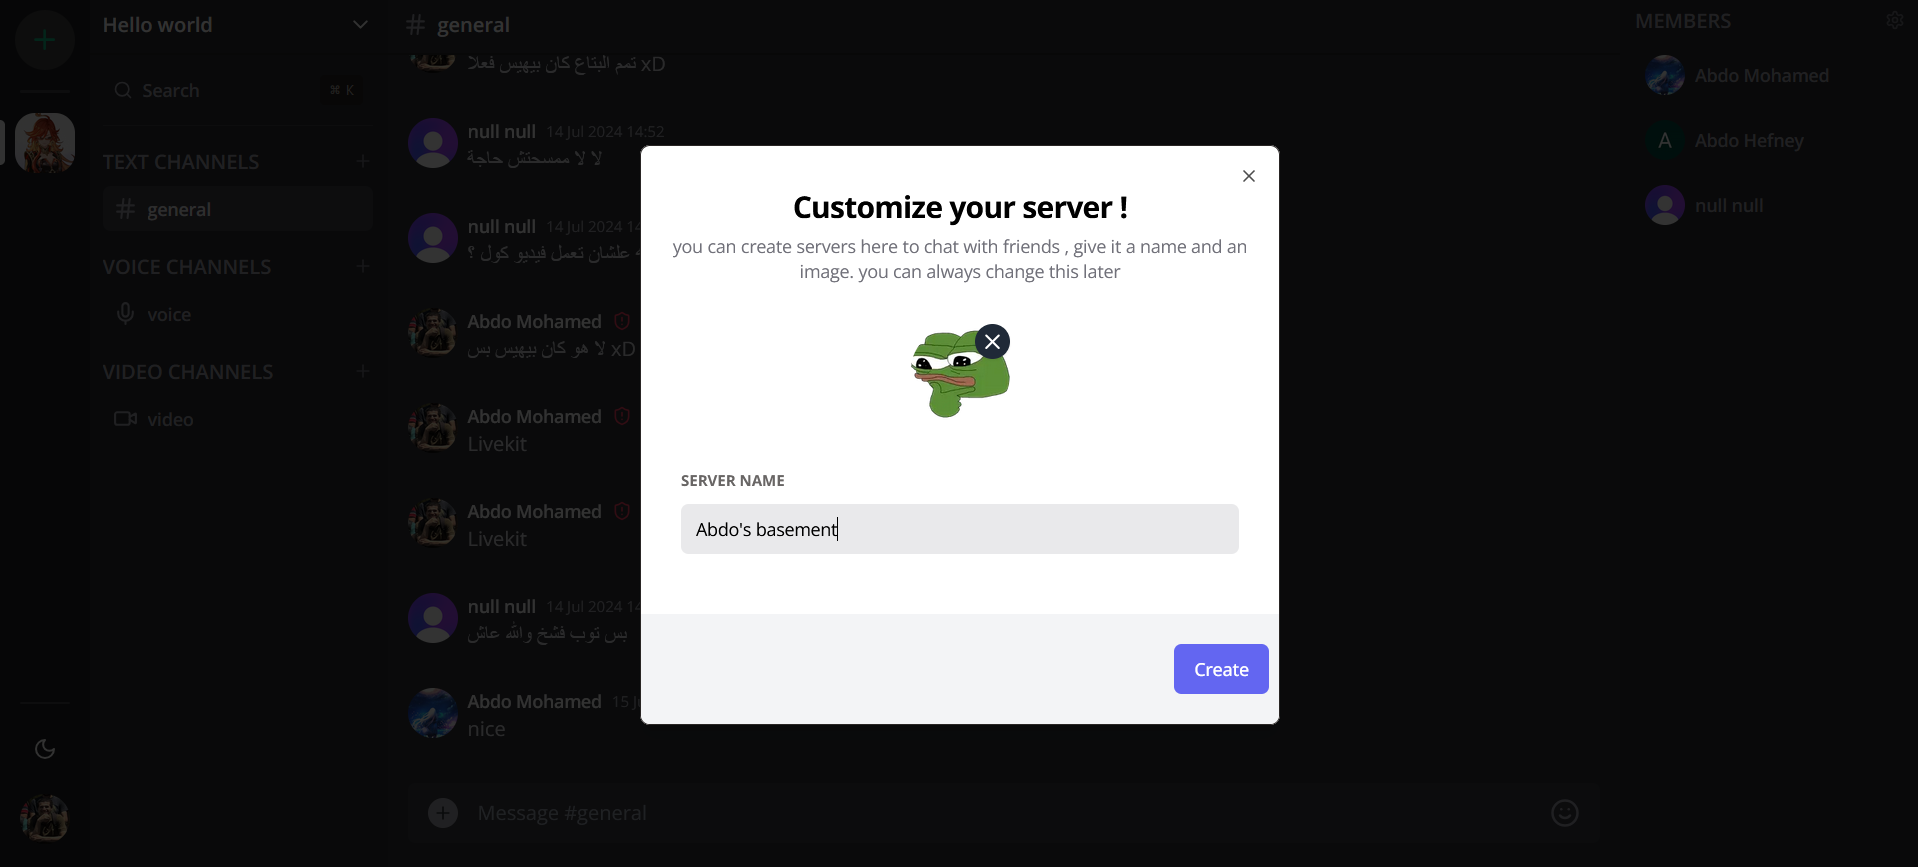 Hello world
Search
⌘ K
TEXT CHANNELS
general
VOICE CHANNELS
voice
VIDEO CHANNELS
video
# general
تمم البتاع كان بيهيس فعلا xD
null null 14 Jul 2024 14:52
لا لا ممسحتش حاجة
null null 14 Jul 2024 14
علشان تعمل فيديو كول ؟
Abdo Mohamed
لا هو كان بيهيس بس xD
Abdo Mohamed
Livekit
Abdo Mohamed
Livekit
null null 14 Jul 2024 14
بس توب فشخ والله عاش
Abdo Mohamed 15 J
nice
Message #general
Customize your server !
you can create servers here to chat with friends , give it a name and an
image. you can always change this later
SERVER NAME
Abdo's basement
Create
MEMBERS
Abdo Mohamed
A
Abdo Hefney
null null